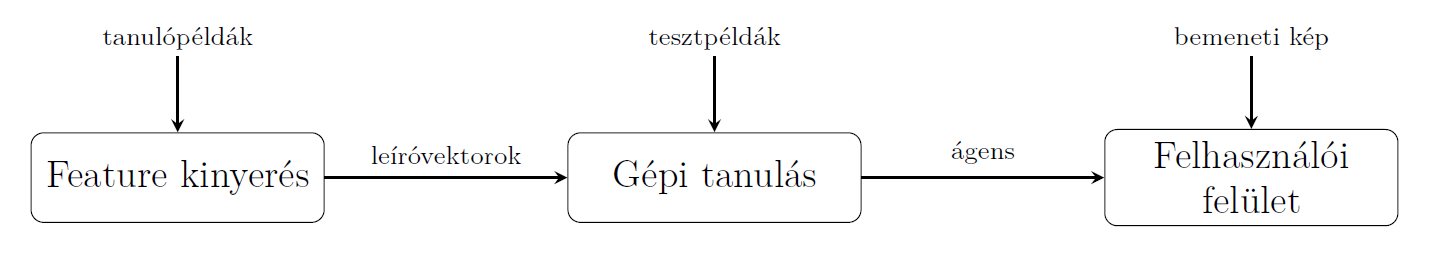 tanulópéldák
tesztpéldák
bemeneti kép
Feature kinyerés
leíróvektorok
Gépi tanulás
ágens
Felhasználói
felület